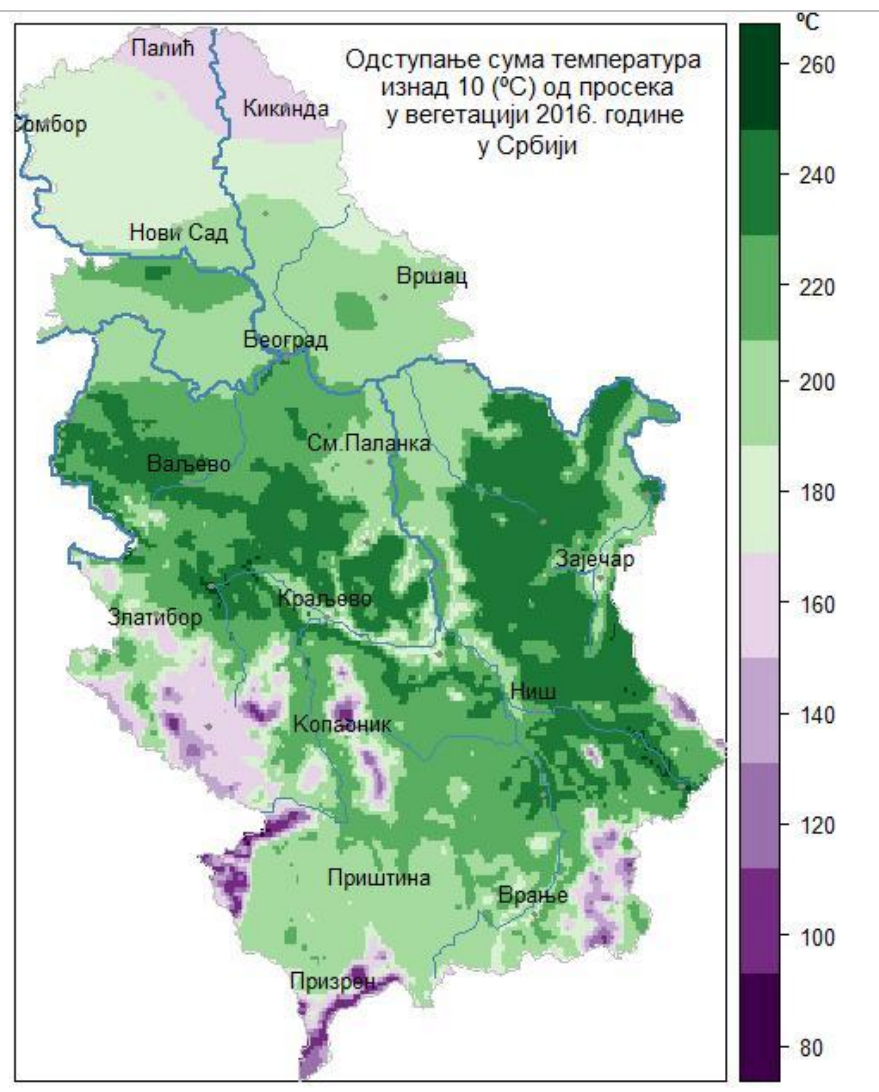 ºC
Одступање сума температура
изнад 10 (ºC) од просека
у вегетацији 2016. године
у Србији
Палић
Кикинда
Сомбор
Нови Сад
Вршац
Београд
См.Паланка
Ваљево
Зајечар
Краљево
Златибор
Ниш
Копаоник
Приштина
Врање
Призрен
260
240
220
200
180
160
140
120
100
80